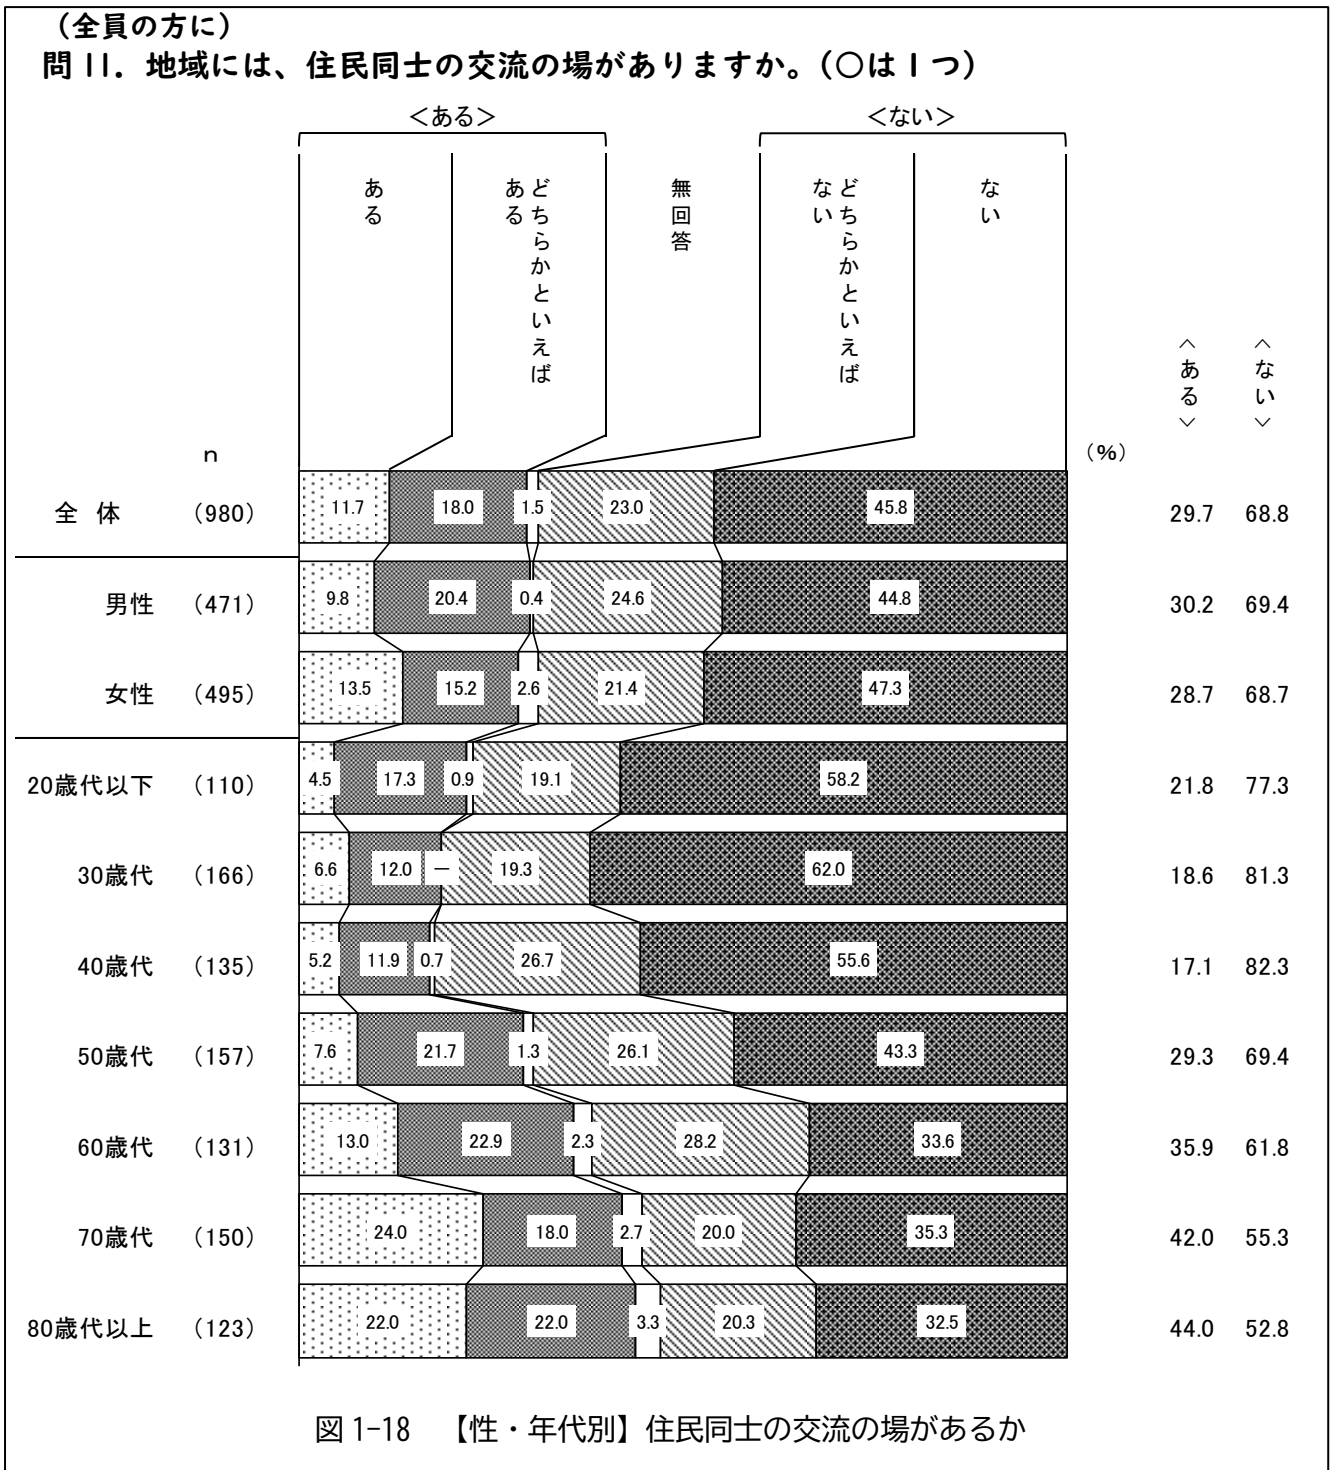 (全員の方に)
問11. 地域には、住民同士の交流の場がありますか。(○は1つ)
<ある> <ない>
ある
どちらかといえば
ある
無回答
どちらかといえば
ない
ない
<ある>
<ない>
n (%)
全 体 (980) 11.7 18.0 1.5 23.0 45.8 29.7 68.8
男性 (471) 9.8 20.4 0.4 24.6 44.8 30.2 69.4
女性 (495) 13.5 15.2 2.6 21.4 47.3 28.7 68.7
20歳代以下 (110) 4.5 17.3 0.9 19.1 58.2 21.8 77.3
30歳代 (166) 6.6 12.0 － 19.3 62.0 18.6 81.3
40歳代 (135) 5.2 11.9 0.7 26.7 55.6 17.1 82.3
50歳代 (157) 7.6 21.7 1.3 26.1 43.3 29.3 69.4
60歳代 (131) 13.0 22.9 2.3 28.2 33.6 35.9 61.8
70歳代 (150) 24.0 18.0 2.7 20.0 35.3 42.0 55.3
80歳代以上 (123) 22.0 22.0 3.3 20.3 32.5 44.0 52.8
図1-18 【性・年代別】住民同士の交流の場があるか